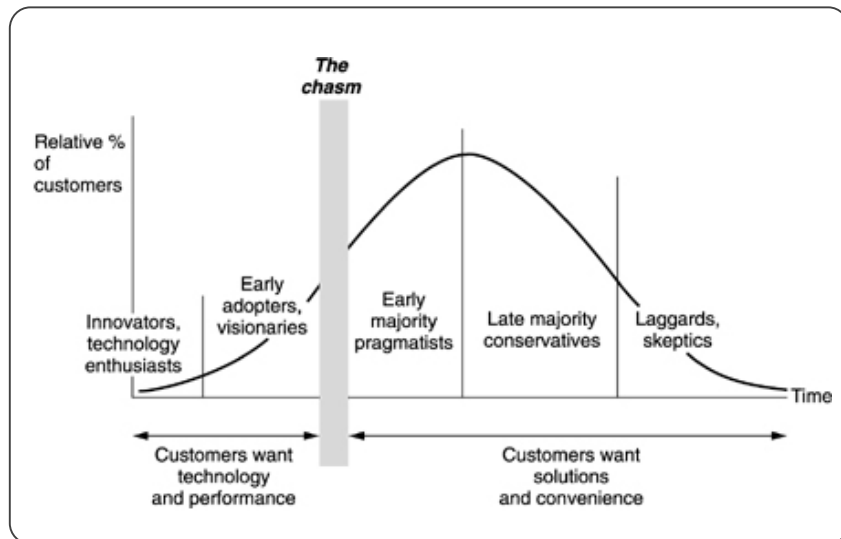 The
chasm
Relative %
of
customers
Innovators,
technology
enthusiasts
Early
adopters,
visionaries
Early
majority
pragmatists
Late majority
conservatives
Laggards,
skeptics
Time
Customers want
technology
and performance
Customers want
solutions
and convenience